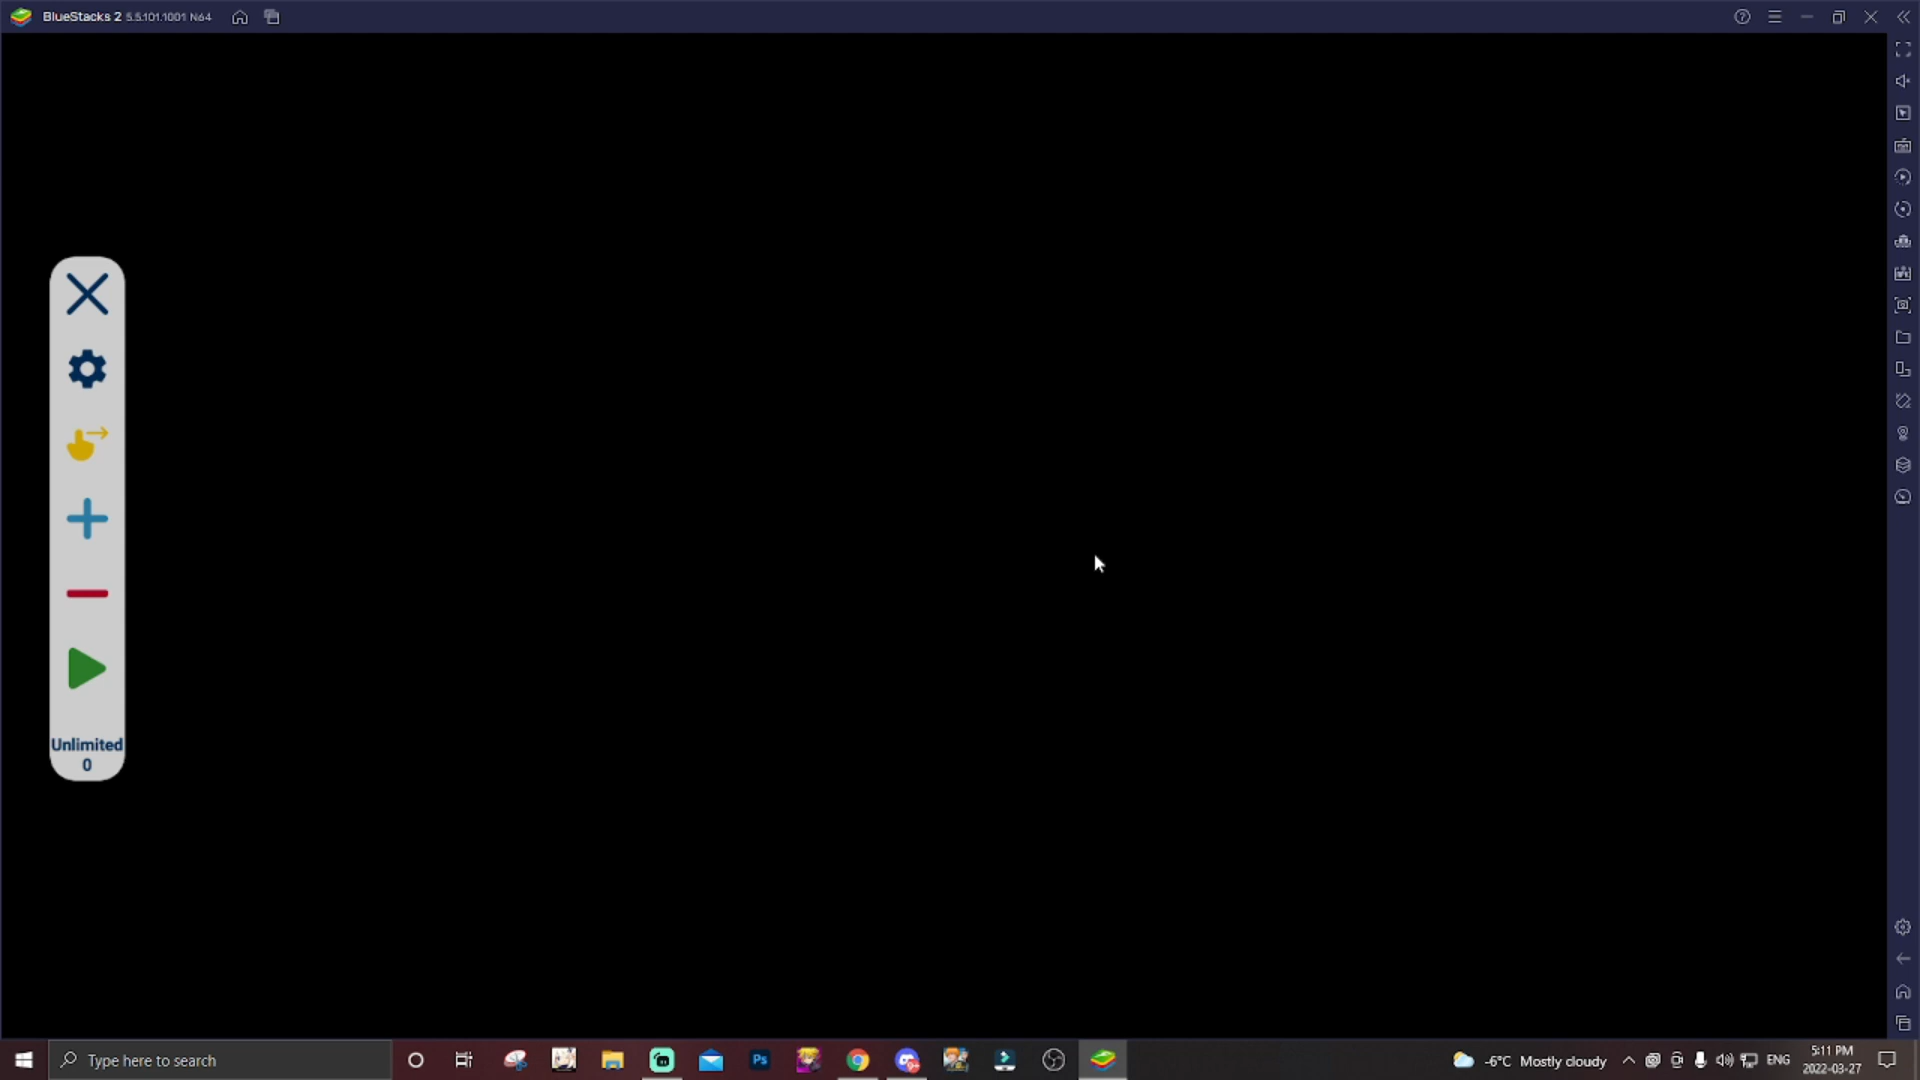 BlueStacks 2 5.5.101.1001 N64
Unlimited
0
Type here to search
Ps
-6°C Mostly cloudy
ENG
5:11 PM
2022-03-27